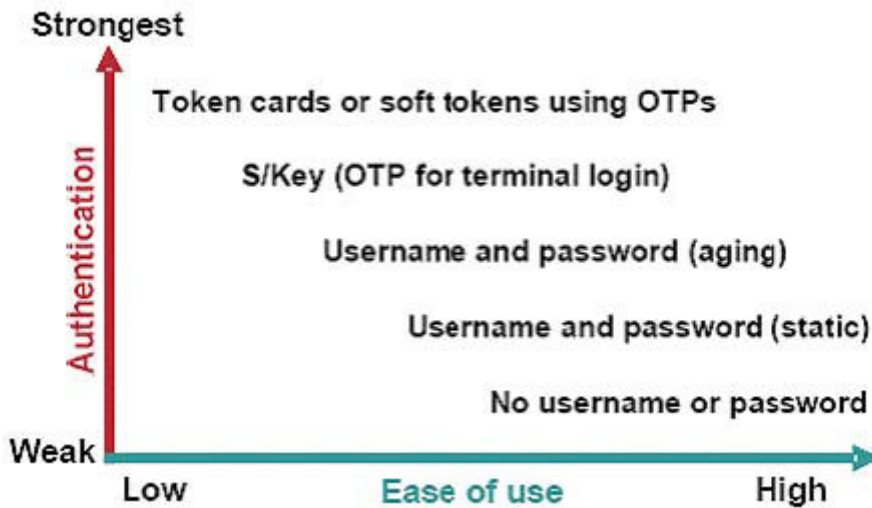 Strongest
Token cards or soft tokens using OTPs
S/Key (OTP for terminal login)
Authentication
Username and password (aging)
Username and password (static)
No username or password
Weak
Low
Ease of use
High